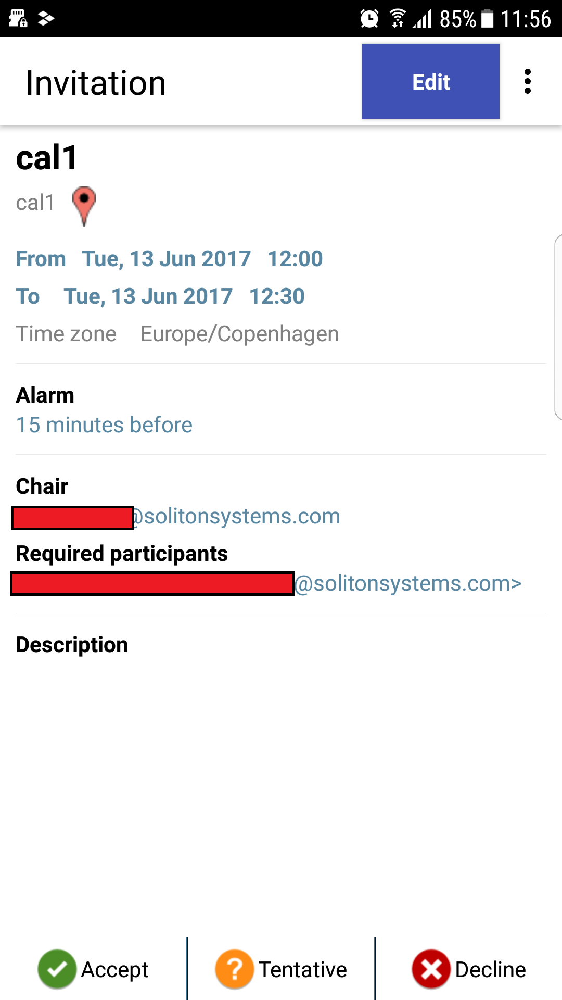 85% 11:56
Invitation Edit
cal1
cal1
From Tue, 13 Jun 2017 12:00
To Tue, 13 Jun 2017 12:30
Time zone Europe/Copenhagen
Alarm
15 minutes before
Chair
@solitonsystems.com
Required participants
@solitonsystems.com>
Description
Accept Tentative Decline